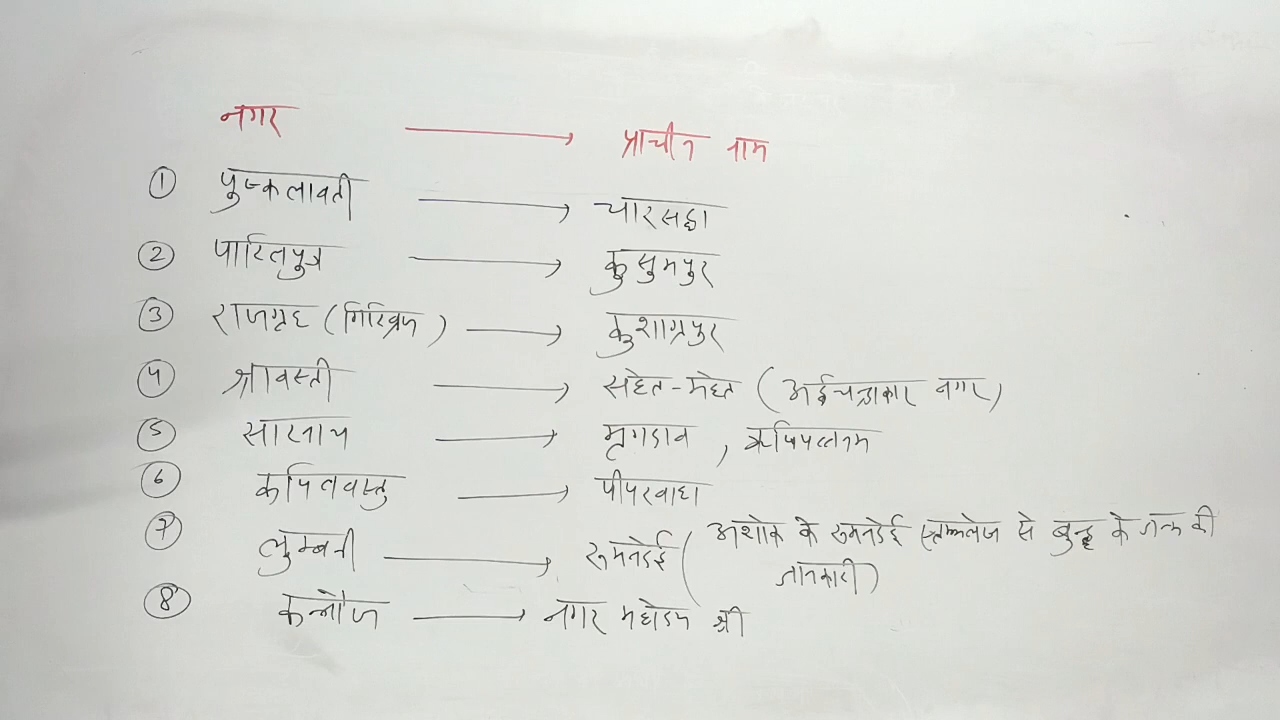 नगर → प्राचीन नाम
① पुष्कलावती → चारसद्दा
② पाटिलपुत्र → कुसुमपुर
③ राजगृह (गिरिव्रज) → कुशाग्रपुर
④ श्रावस्ती → सहेत-महेत (अर्द्धचन्द्राकार नगर)
⑤ सारनाथ → मृगदाव , ऋषिपत्तनम
⑥ कपिलवस्तु → पीपरवाहा
⑦ लुम्बनी → रूमनदेई (अशोक के रूमनदेई स्तम्भलेख से बुद्ध के जन्म की
जानकारी)
⑧ कन्नौज → नगर महोदय श्री